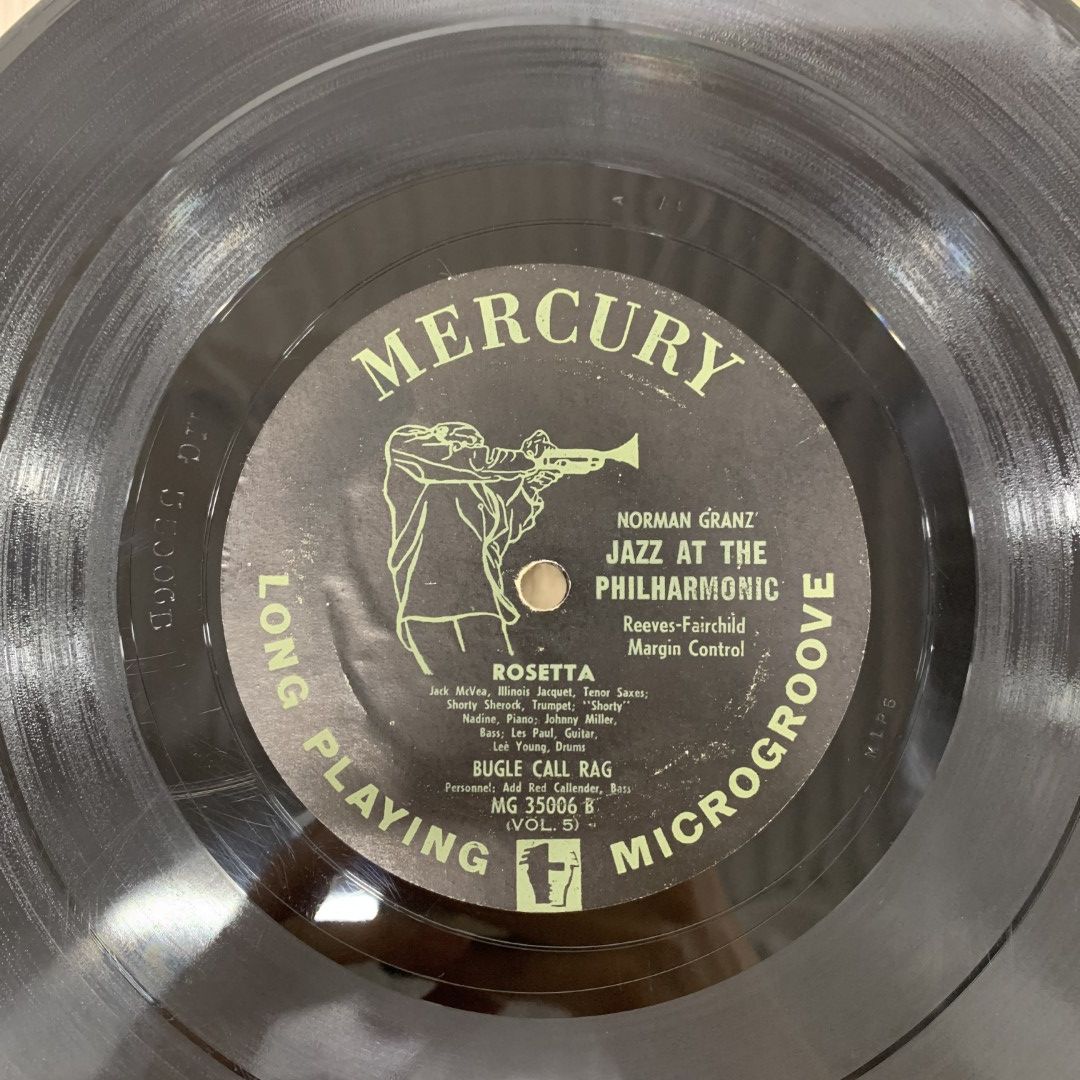 MERCURY
NORMAN GRANZ'
JAZZ AT THE
PHILHARMONIC
Reeves-Fairchild
Margin Control
ROSETTA
Jack McVea, Illinois Jacquet, Tenor Saxes;
Shorty Sherock, Trumpet; "Shorty"
Nadine, Piano; Johnny Miller,
Bass; Les Paul, Guitar,
Lee Young, Drums
BUGLE CALL RAG
Personnel: Add Red Callender, Bass
MG 35006 B
(VOL. 5)
LONG PLAYING MICROGROOVE
MG 35006B